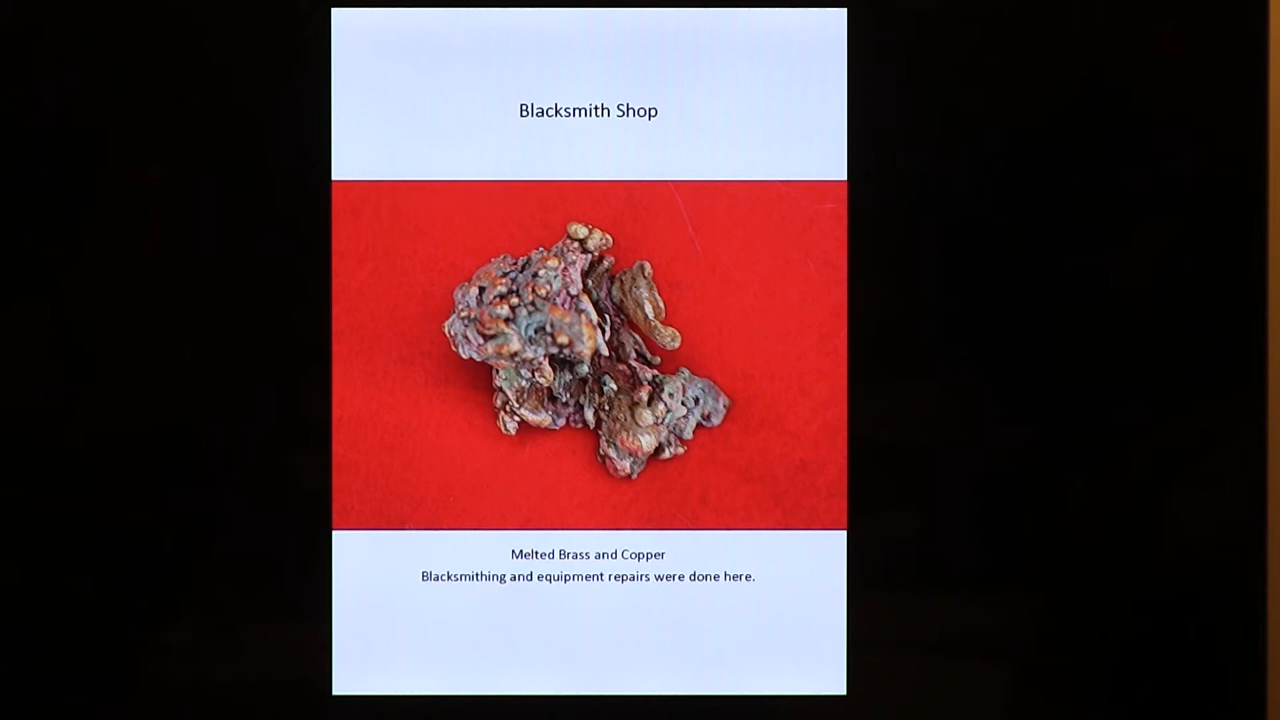 Blacksmith Shop
Melted Brass and Copper
Blacksmithing and equipment repairs were done here.